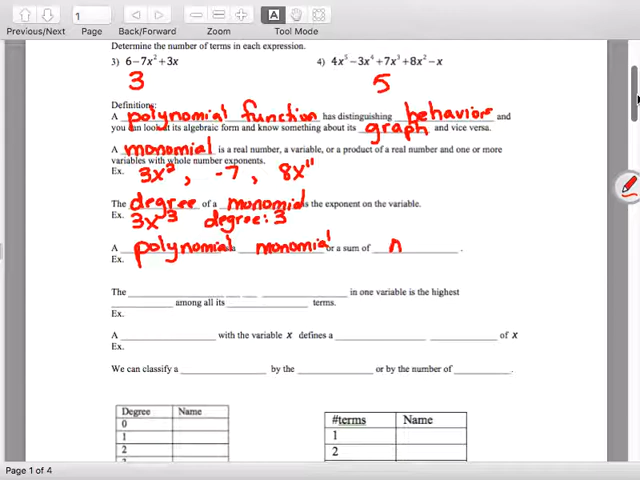 1
A
Previous/Next Page Zoom Tool Mode
Determine the number of terms in each expression.
3) 6−7x²+3x 4) 4x⁵−3x⁴+7x³+8x²−x
3 5
Definitions:
A polynomial function has distinguishing behavior and
you can look at its algebraic form and know something about its graph and vice versa.
A monomial is a real number, a variable, or a product of a real number and one or more
variables with whole number exponents.
Ex. 3x², -7, 8x¹¹
The degree of a monomial is the exponent on the variable.
Ex. 3x³ degree: 3
A polynomial is a monomial or a sum of n
Ex.
The in one variable is the highest
among all its terms.
Ex.
A with the variable x defines a of x
Ex.
We can classify a by the or by the number of .
Degree Name
0
1
2
#terms Name
1
2
Page 1 of 4